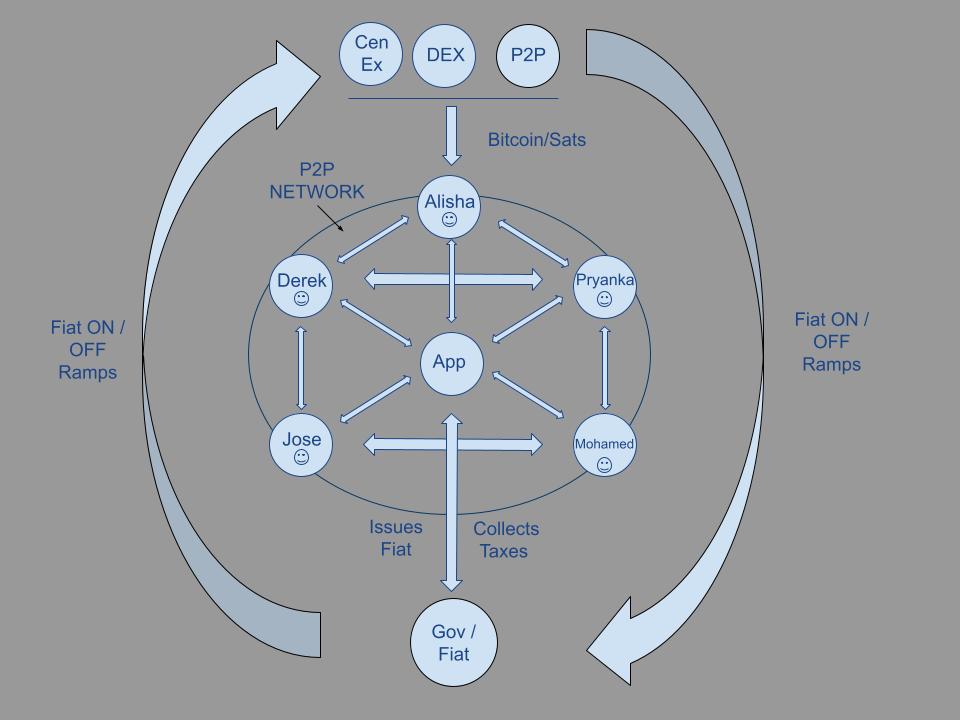 Cen
Ex
DEX
P2P
Bitcoin/Sats
P2P
NETWORK
Alisha
Derek
Pryanka
Fiat ON /
OFF
Ramps
Fiat ON /
OFF
Ramps
App
Jose
Mohamed
Issues
Fiat
Collects
Taxes
Gov /
Fiat